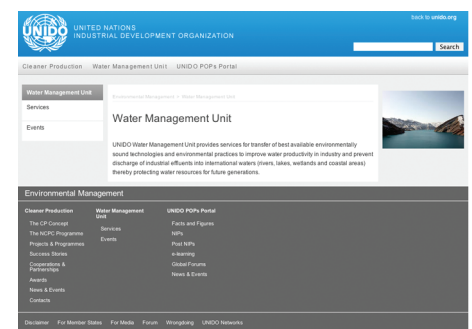 back to unido.org
UNIDO
UNITED NATIONS
INDUSTRIAL DEVELOPMENT ORGANIZATION
Search
Cleaner Production Water Management Unit UNIDO POPs Portal
Water Management Unit
Services
Events
Environmental Management > Water Management Unit
Water Management Unit
UNIDO Water Management Unit provides services for transfer of best available environmentally
sound technologies and environmental practices to improve water productivity in industry and prevent
discharge of industrial effluents into international waters (rivers, lakes, wetlands and coastal areas)
thereby protecting water resources for future generations.
Environmental Management
Cleaner Production
The CP Concept
The NCPC Programme
Projects & Programmes
Success Stories
Cooperations &
Partnerships
Awards
News & Events
Contacts
Water Management
Unit
Services
Events
UNIDO POPs Portal
Facts and Figures
NIPs
Post NIPs
e-learning
Global Forums
News & Events
Disclaimer For Member States For Media Forum Wrongdoing UNIDO Networks